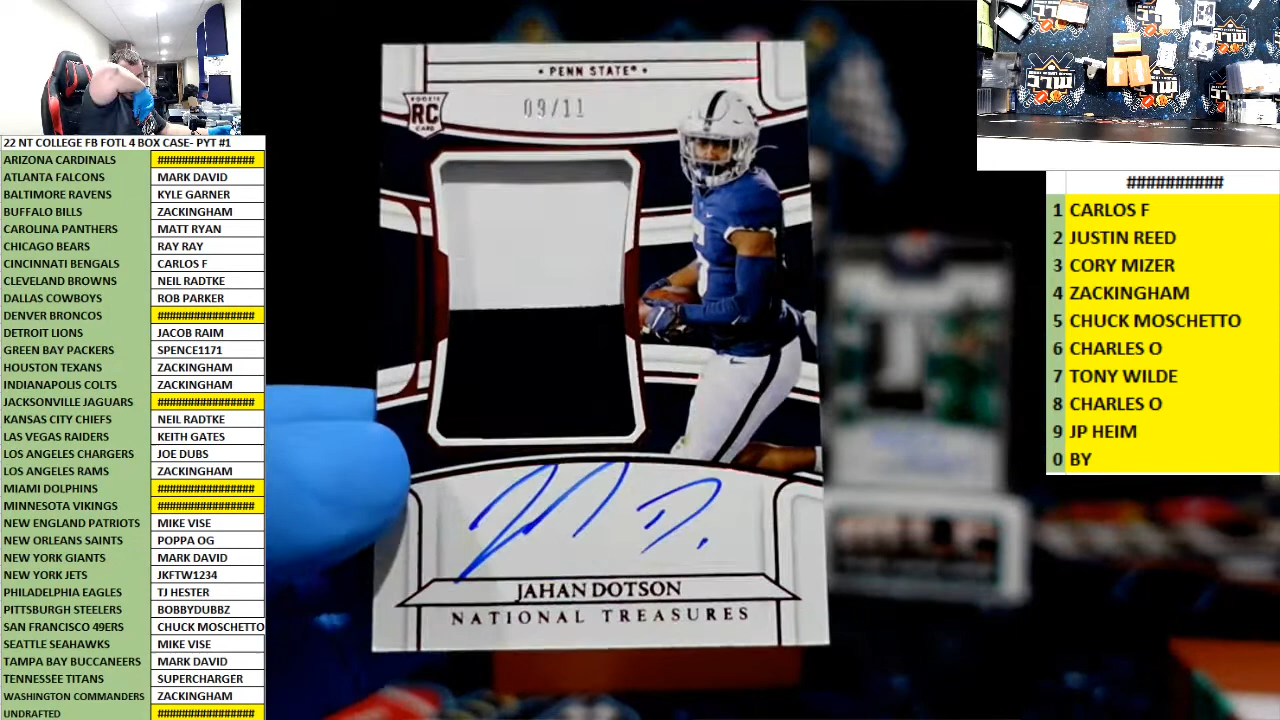 22 NT COLLEGE FB FOTL 4 BOX CASE- PYT #1
ARIZONA CARDINALS ################
ATLANTA FALCONS MARK DAVID
BALTIMORE RAVENS KYLE GARNER
BUFFALO BILLS ZACKINGHAM
CAROLINA PANTHERS MATT RYAN
CHICAGO BEARS RAY RAY
CINCINNATI BENGALS CARLOS F
CLEVELAND BROWNS NEIL RADTKE
DALLAS COWBOYS ROB PARKER
DENVER BRONCOS ################
DETROIT LIONS JACOB RAIM
GREEN BAY PACKERS SPENCE1171
HOUSTON TEXANS ZACKINGHAM
INDIANAPOLIS COLTS ZACKINGHAM
JACKSONVILLE JAGUARS ################
KANSAS CITY CHIEFS NEIL RADTKE
LAS VEGAS RAIDERS KEITH GATES
LOS ANGELES CHARGERS JOE DUBS
LOS ANGELES RAMS ZACKINGHAM
MIAMI DOLPHINS ################
MINNESOTA VIKINGS ################
NEW ENGLAND PATRIOTS MIKE VISE
NEW ORLEANS SAINTS POPPA OG
NEW YORK GIANTS MARK DAVID
NEW YORK JETS JKFTW1234
PHILADELPHIA EAGLES TJ HESTER
PITTSBURGH STEELERS BOBBYDUBBZ
SAN FRANCISCO 49ERS CHUCK MOSCHETTO
SEATTLE SEAHAWKS MIKE VISE
TAMPA BAY BUCCANEERS MARK DAVID
TENNESSEE TITANS SUPERCHARGER
WASHINGTON COMMANDERS ZACKINGHAM
UNDRAFTED ################
• PENN STATE® •
ROOKIE
RC
CARD
09/11
JAHAN DOTSON
NATIONAL TREASURES
##########
1 CARLOS F
2 JUSTIN REED
3 CORY MIZER
4 ZACKINGHAM
5 CHUCK MOSCHETTO
6 CHARLES O
7 TONY WILDE
8 CHARLES O
9 JP HEIM
0 BY